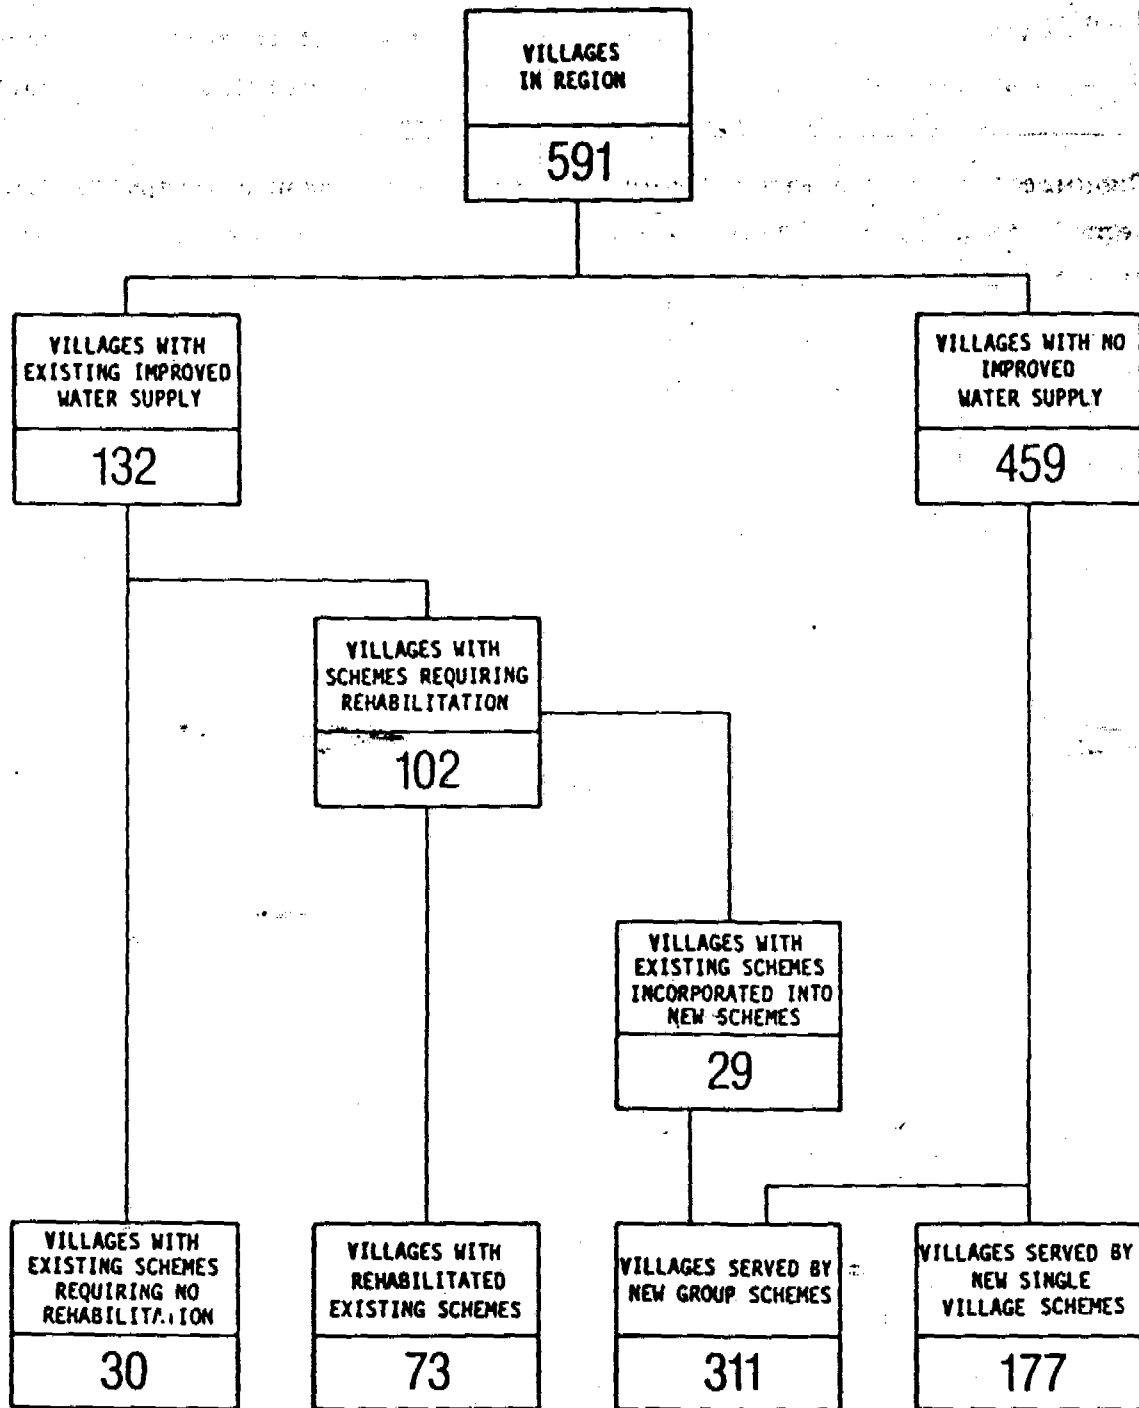 VILLAGES
IN REGION
591
VILLAGES WITH
EXISTING IMPROVED
WATER SUPPLY
132
VILLAGES WITH NO
IMPROVED
WATER SUPPLY
459
VILLAGES WITH
SCHEMES REQUIRING
REHABILITATION
102
VILLAGES WITH
EXISTING SCHEMES
INCORPORATED INTO
NEW SCHEMES
29
VILLAGES WITH
EXISTING SCHEMES
REQUIRING NO
REHABILITATION
30
VILLAGES WITH
REHABILITATED
EXISTING SCHEMES
73
VILLAGES SERVED BY
NEW GROUP SCHEMES
311
VILLAGES SERVED BY
NEW SINGLE
VILLAGE SCHEMES
177